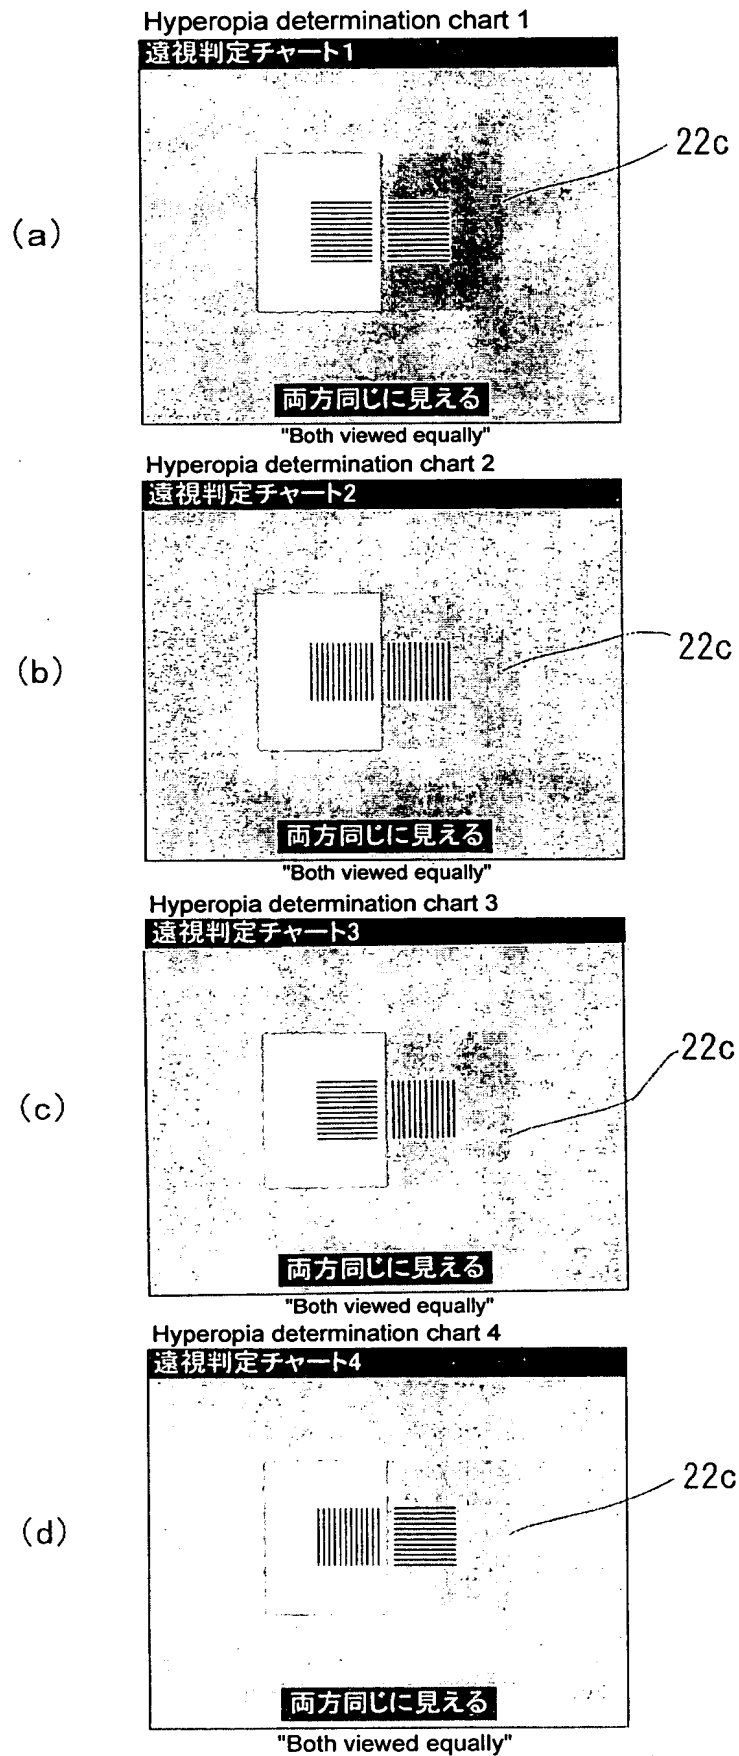 Hyperopia determination chart 1
遠視判定チャート1
22c
(a)
両方同じに見える
"Both viewed equally"
Hyperopia determination chart 2
遠視判定チャート2
22c
(b)
両方同じに見える
"Both viewed equally"
Hyperopia determination chart 3
遠視判定チャート3
22c
(c)
両方同じに見える
"Both viewed equally"
Hyperopia determination chart 4
遠視判定チャート4
22c
(d)
両方同じに見える
"Both viewed equally"